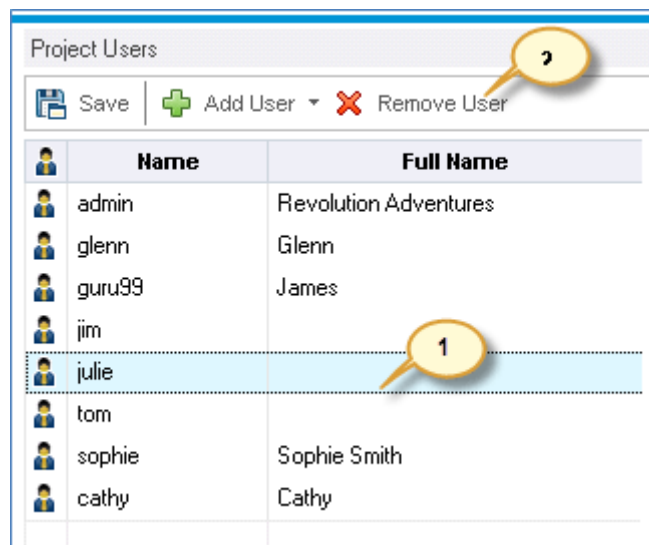 Project Users
2
Save Add User Remove User
Name Full Name
admin Revolution Adventures
glenn Glenn
guru99 James
jim
1
julie
tom
sophie Sophie Smith
cathy Cathy